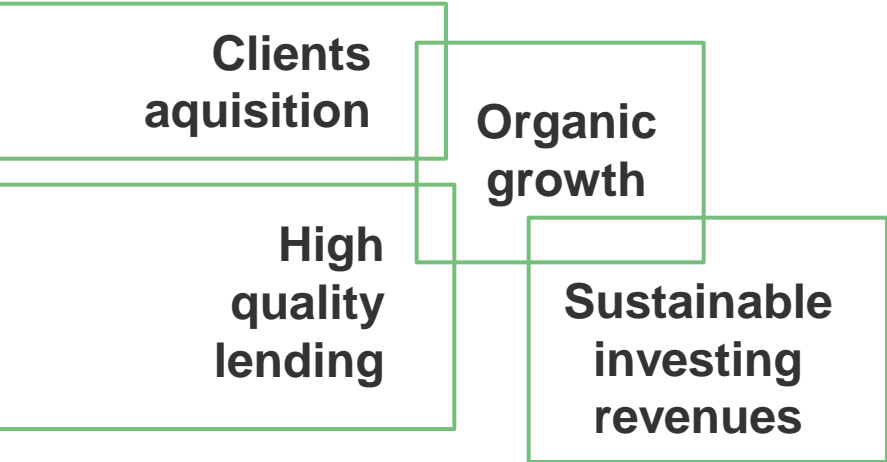 Clients
aquisition
Organic
growth
High
quality
lending
Sustainable
investing
revenues